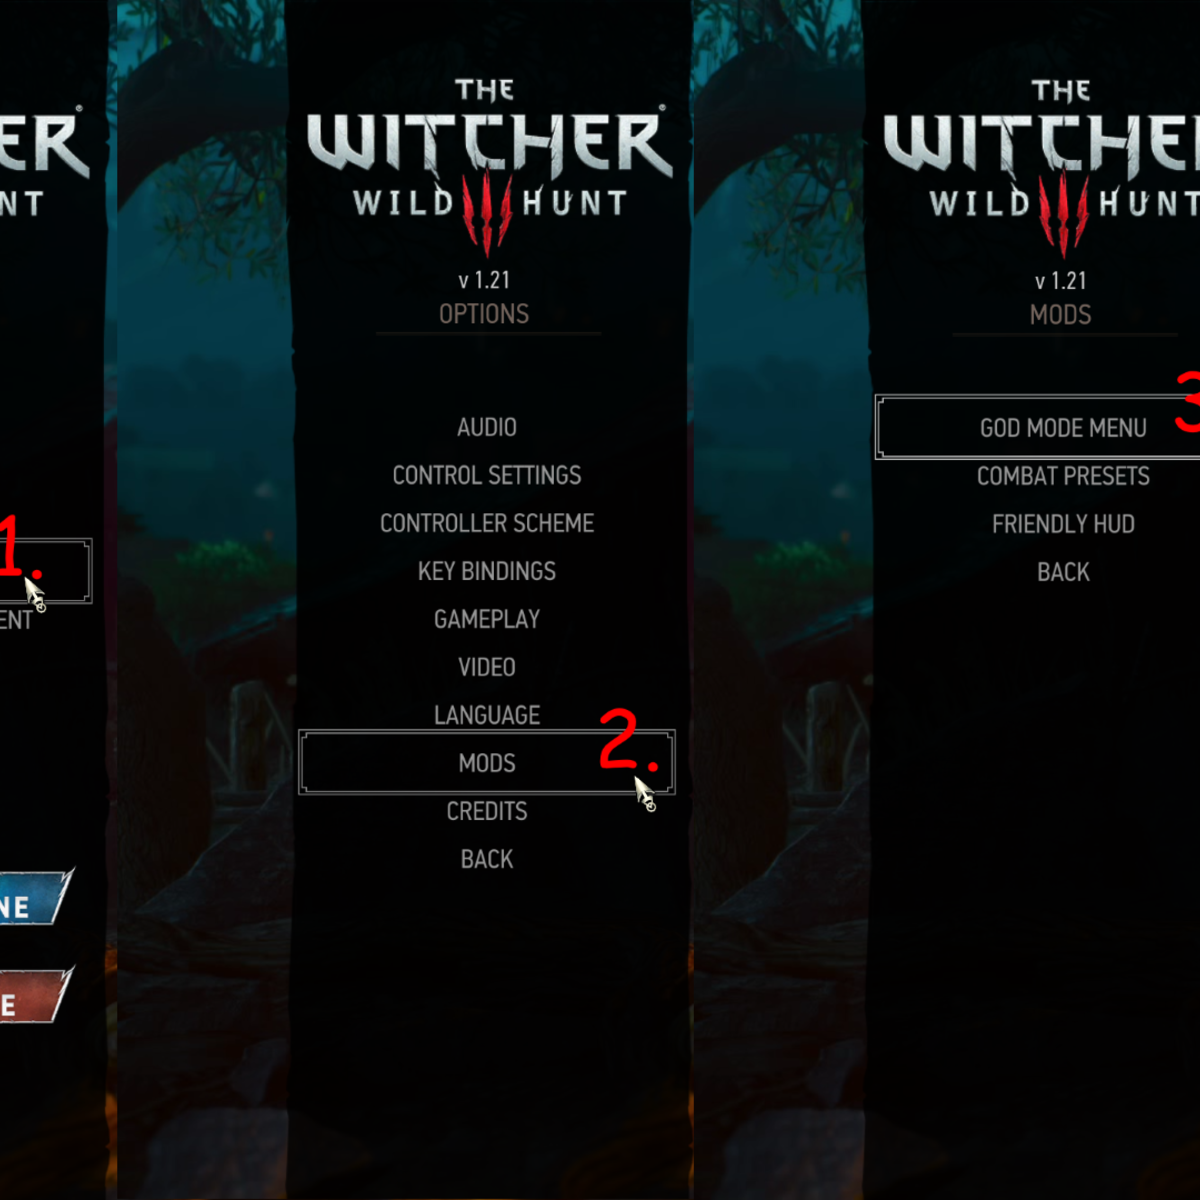 ER®
NT
1.
ENT
NE
E
THE
WITCHER®
WILD HUNT
v 1.21
OPTIONS
AUDIO
CONTROL SETTINGS
CONTROLLER SCHEME
KEY BINDINGS
GAMEPLAY
VIDEO
LANGUAGE
MODS
2.
CREDITS
BACK
THE
WITCHER
WILD HUNT
v 1.21
MODS
3
GOD MODE MENU
COMBAT PRESETS
FRIENDLY HUD
BACK